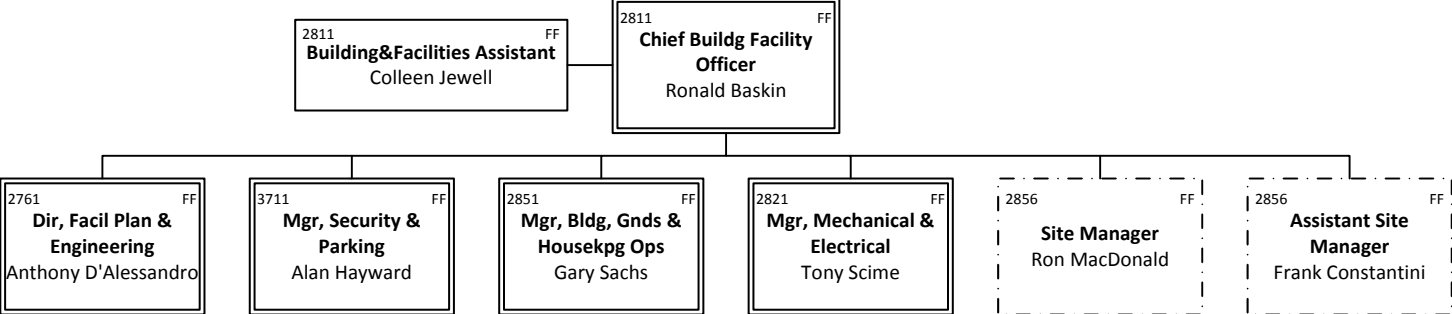 2811 FF
Building&Facilities Assistant
Colleen Jewell
2811 FF
Chief Buildg Facility
Officer
Ronald Baskin
2761 FF
Dir, Facil Plan &
Engineering
Anthony D'Alessandro
3711 FF
Mgr, Security &
Parking
Alan Hayward
2851 FF
Mgr, Bldg, Gnds &
Housekpg Ops
Gary Sachs
2821 FF
Mgr, Mechanical &
Electrical
Tony Scime
2856 FF
Site Manager
Ron MacDonald
2856 FF
Assistant Site
Manager
Frank Constantini